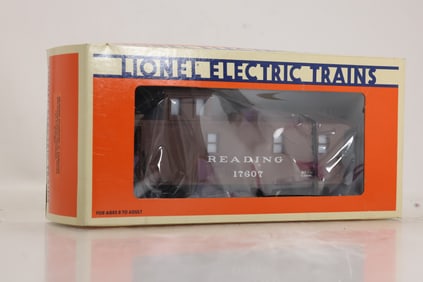 LIONEL ELECTRIC TRAINS
READING
17607
FOR AGES 8 TO ADULT